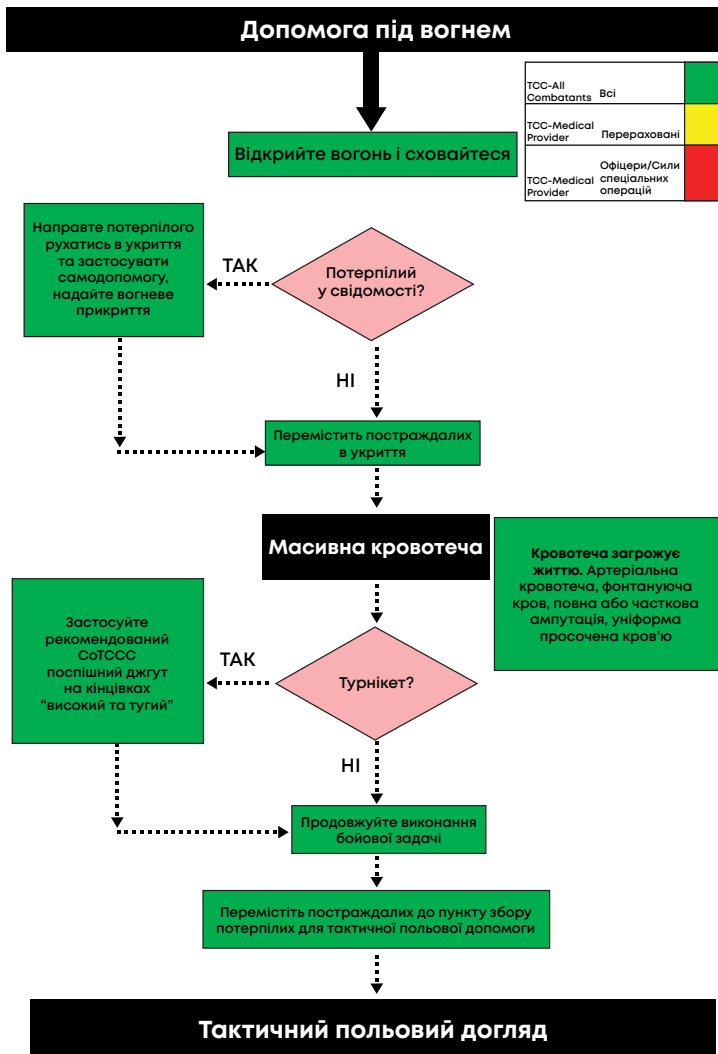 Допомога під вогнем
TCC-All
Combatants
Всі
TCC-Medical
Provider
Перераховані
TCC-Medical
Provider
Офіцери/Сили
спеціальних
операцій
Відкрийте вогонь і сховайтеся
Направте потерпілого
рухатись в укриття
та застосувати
самодопомогу,
надайте вогневе
прикриття
ТАК
Потерпілий
у свідомості?
НІ
Перемістить постраждалих
в укриття
Масивна кровотеча
Кровотеча загрожує
життю. Артеріальна
кровотеча, фонтануюча
кров, повна або часткова
ампутація, уніформа
просочена кров’ю
Застосуйте
рекомендований
CoTCCC
поспішний джгут
на кінцівках
“високий та тугий”
ТАК
Турнікет?
НІ
Продовжуйте виконання
бойової задачі
Перемістіть постраждалих до пункту збору
потерпілих для тактичної польової допомоги
Тактичний польовий догляд